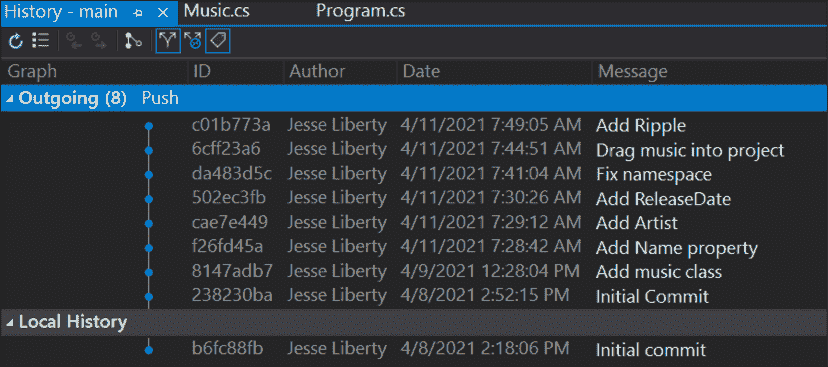 History - main Music.cs Program.cs
Graph ID Author Date Message
Outgoing (8) Push
c01b773a Jesse Liberty 4/11/2021 7:49:05 AM Add Ripple
6cff23a6 Jesse Liberty 4/11/2021 7:44:51 AM Drag music into project
da483d5c Jesse Liberty 4/11/2021 7:41:04 AM Fix namespace
502ec3fb Jesse Liberty 4/11/2021 7:30:26 AM Add ReleaseDate
cae7e449 Jesse Liberty 4/11/2021 7:29:12 AM Add Artist
f26fd45a Jesse Liberty 4/11/2021 7:28:42 AM Add Name property
8147adb7 Jesse Liberty 4/9/2021 12:28:04 PM Add music class
238230ba Jesse Liberty 4/8/2021 2:52:15 PM Initial Commit
Local History
b6fc88fb Jesse Liberty 4/8/2021 2:18:06 PM Initial commit